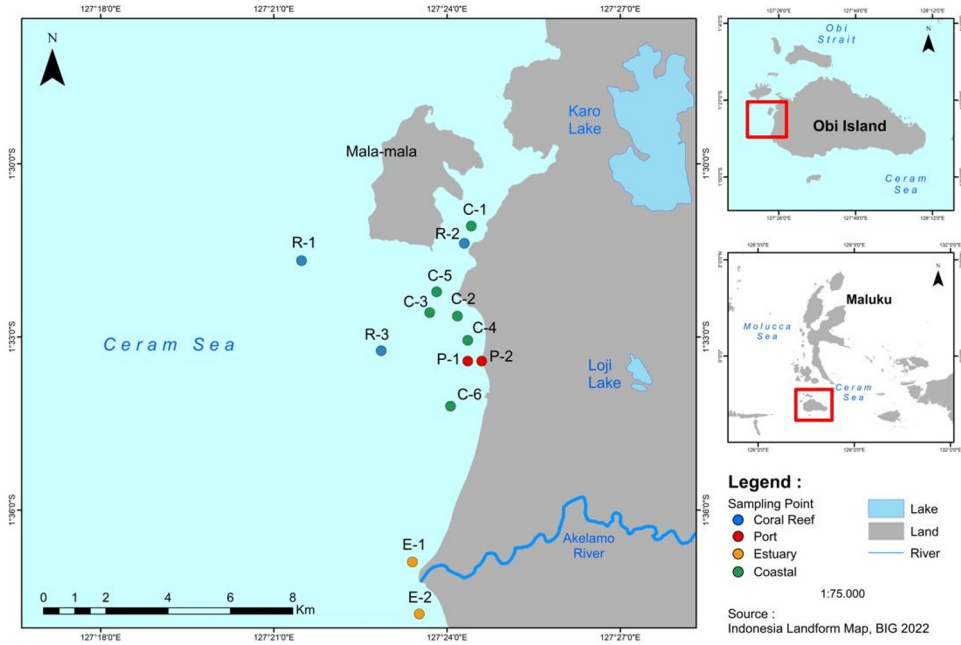 127°18'0"E 127°21'0"E 127°24'0"E 127°27'0"E
N
Karo
Lake
Mala-mala
1°30'0"S
C-1
R-2
R-1
C-5
C-3
C-2
C-4
R-3
Ceram Sea
1°33'0"S
P-1
P-2
Loji
Lake
C-6
1°36'0"S
Akelamo
River
E-1
E-2
0 1 2 4 6 8
Km
127°18'0"E 127°21'0"E 127°24'0"E 127°27'0"E
Obi
Strait
N
Obi Island
Ceram
Sea
N
Maluku
Molucca
Sea
Ceram
Sea
Legend :
Sampling Point
Coral Reef
Port
Estuary
Coastal
Lake
Land
River
1:75.000
Source :
Indonesia Landform Map, BIG 2022